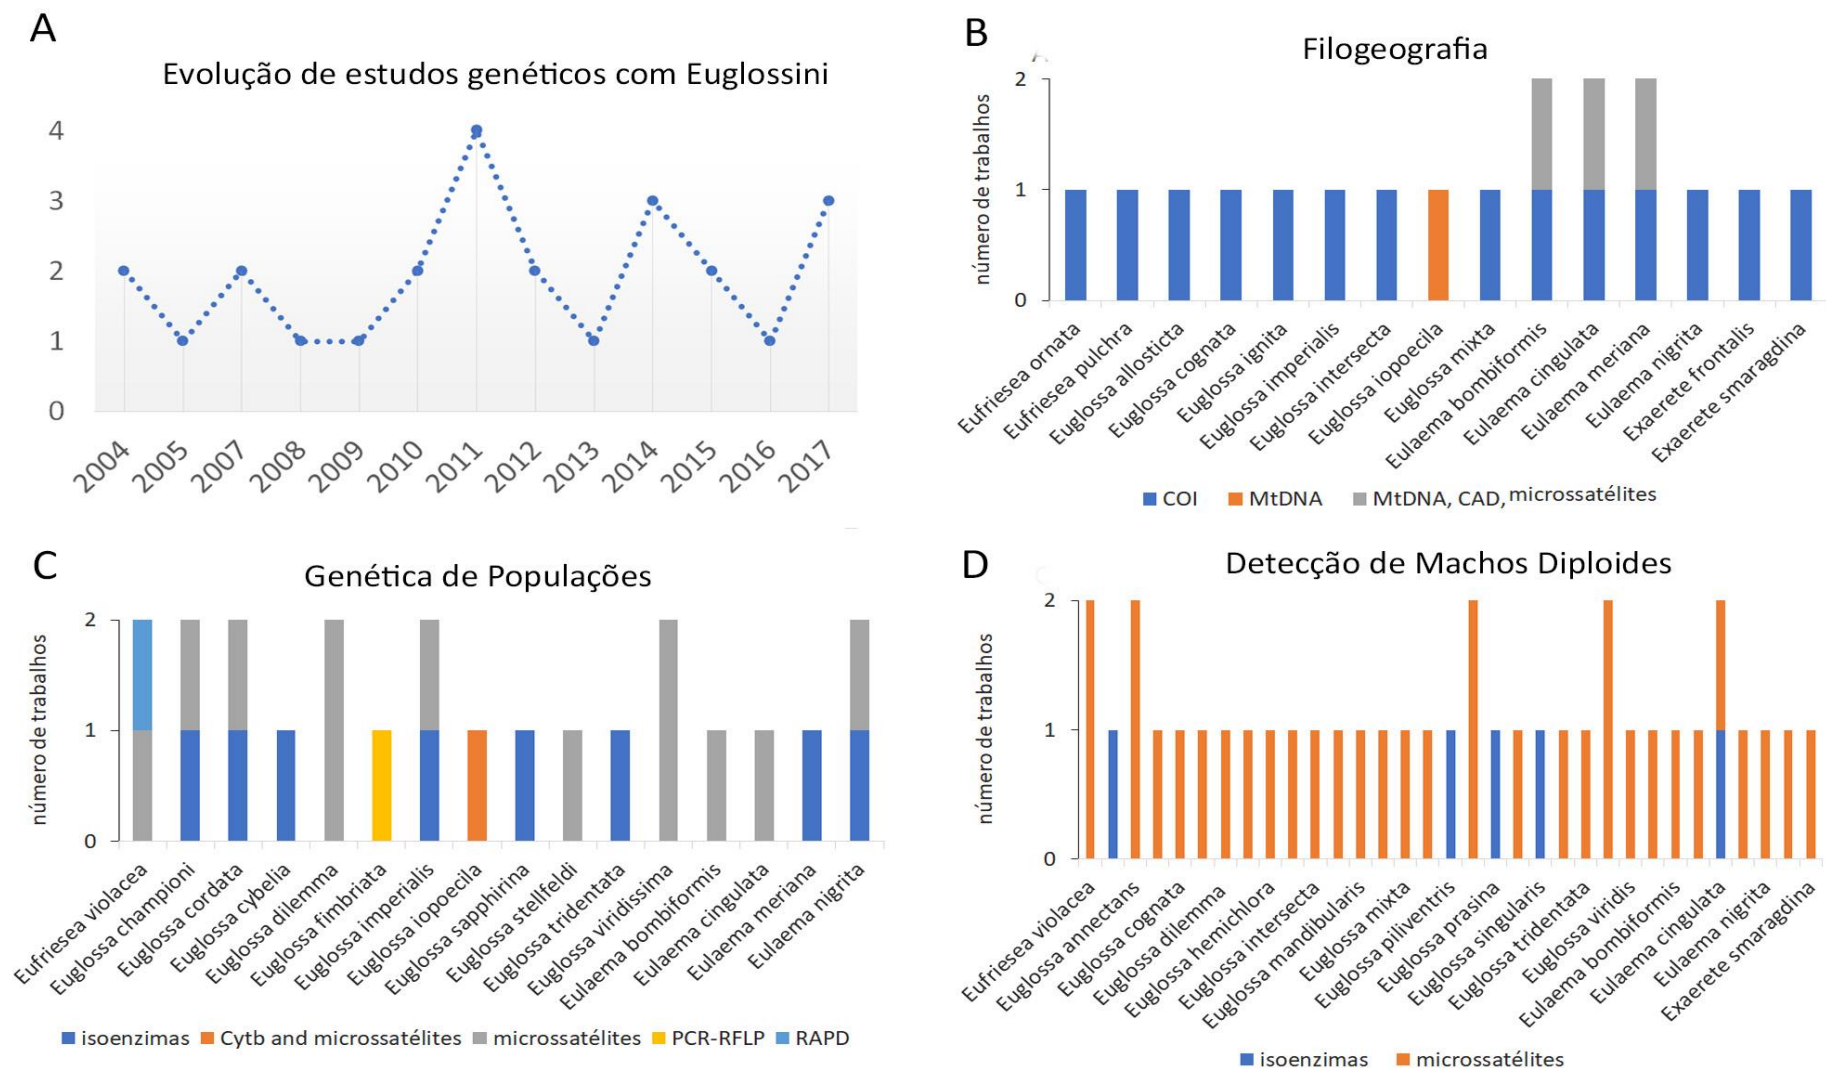 A
Evolução de estudos genéticos com Euglossini
4
3
2
1
0
2004
2005
2007
2008
2009
2010
2011
2012
2013
2014
2015
2016
2017
B
Filogeografia
número de trabalhos
2
1
0
Eufriesea ornata
Eufriesea pulchra
Euglossa allosticta
Euglossa cognata
Euglossa ignita
Euglossa imperialis
Euglossa intersecta
Euglossa iopoecila
Euglossa mixta
Eulaema bombiformis
Eulaema cingulata
Eulaema meriana
Eulaema nigrita
Exaerete frontalis
Exaerete smaragdina
COI MtDNA MtDNA, CAD, microssatélites
C
Genética de Populações
número de trabalhos
2
1
0
Eufriesea violacea
Euglossa championi
Euglossa cordata
Euglossa cybelia
Euglossa dilemma
Euglossa fimbriata
Euglossa imperialis
Euglossa iopoecila
Euglossa sapphirina
Euglossa stellfeldi
Euglossa tridentata
Euglossa viridissima
Eulaema bombiformis
Eulaema cingulata
Eulaema meriana
Eulaema nigrita
isoenzimas Cytb and microssatélites microssatélites PCR-RFLP RAPD
D
Detecção de Machos Diploides
número de trabalhos
2
1
0
Eufriesea violacea
Euglossa annectans
Euglossa cognata
Euglossa dilemma
Euglossa hemichlora
Euglossa intersecta
Euglossa mandibularis
Euglossa mixta
Euglossa piliventris
Euglossa prasina
Euglossa singularis
Euglossa tridentata
Euglossa viridis
Eulaema bombiformis
Eulaema cingulata
Eulaema nigrita
Exaerete smaragdina
isoenzimas microssatélites